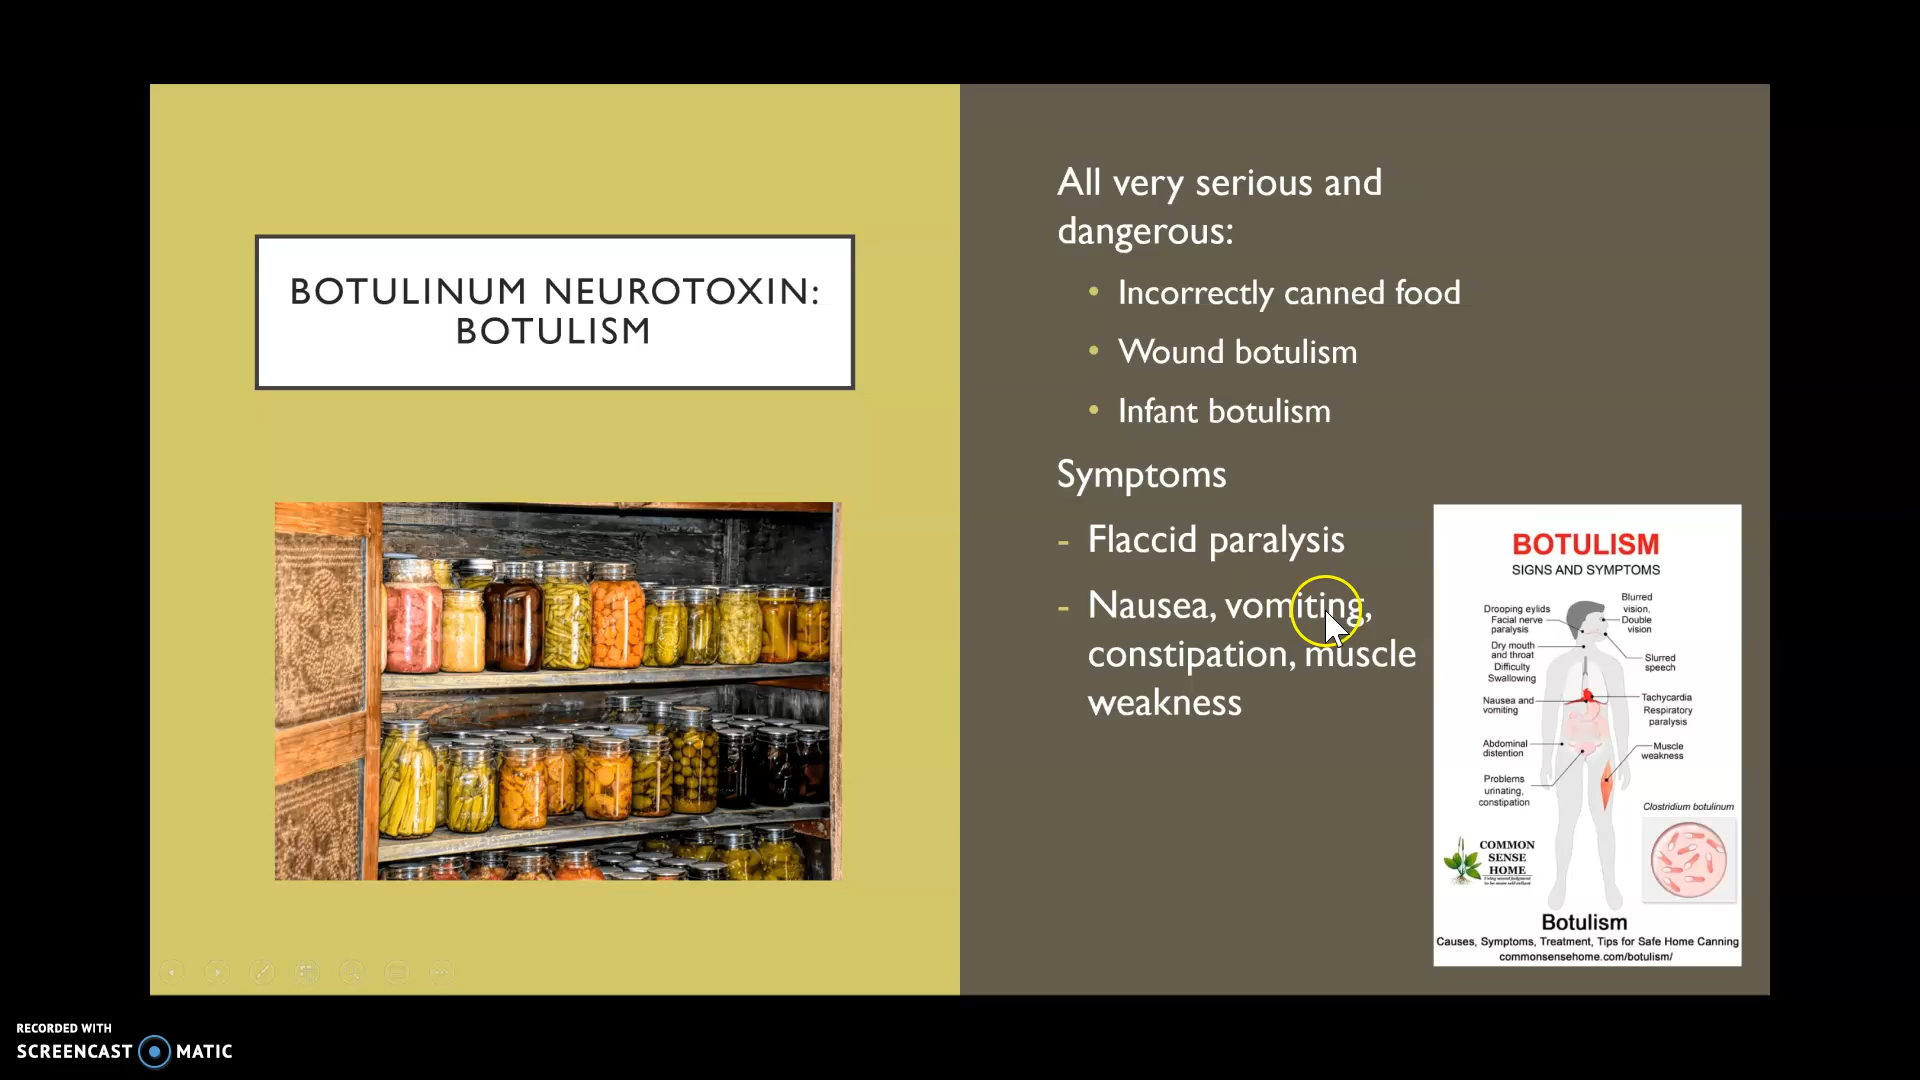 BOTULINUM NEUROTOXIN:
BOTULISM
All very serious and
dangerous:
• Incorrectly canned food
• Wound botulism
• Infant botulism
Symptoms
- Flaccid paralysis
- Nausea, vomiting,
constipation, muscle
weakness
BOTULISM
SIGNS AND SYMPTOMS
Drooping eylids
Facial nerve
paralysis
Dry mouth
and throat
Difficulty
Swallowing
Nausea and
vomiting
Abdominal
distention
Problems
urinating,
constipation
Blurred
vision,
Double
vision
Slurred
speech
Tachycardia
Respiratory
paralysis
Muscle
weakness
Clostridium botulinum
COMMON
SENSE
HOME
Botulism
Causes, Symptoms, Treatment, Tips for Safe Home Canning
commonsensehome.com/botulism/
RECORDED WITH
SCREENCAST MATIC